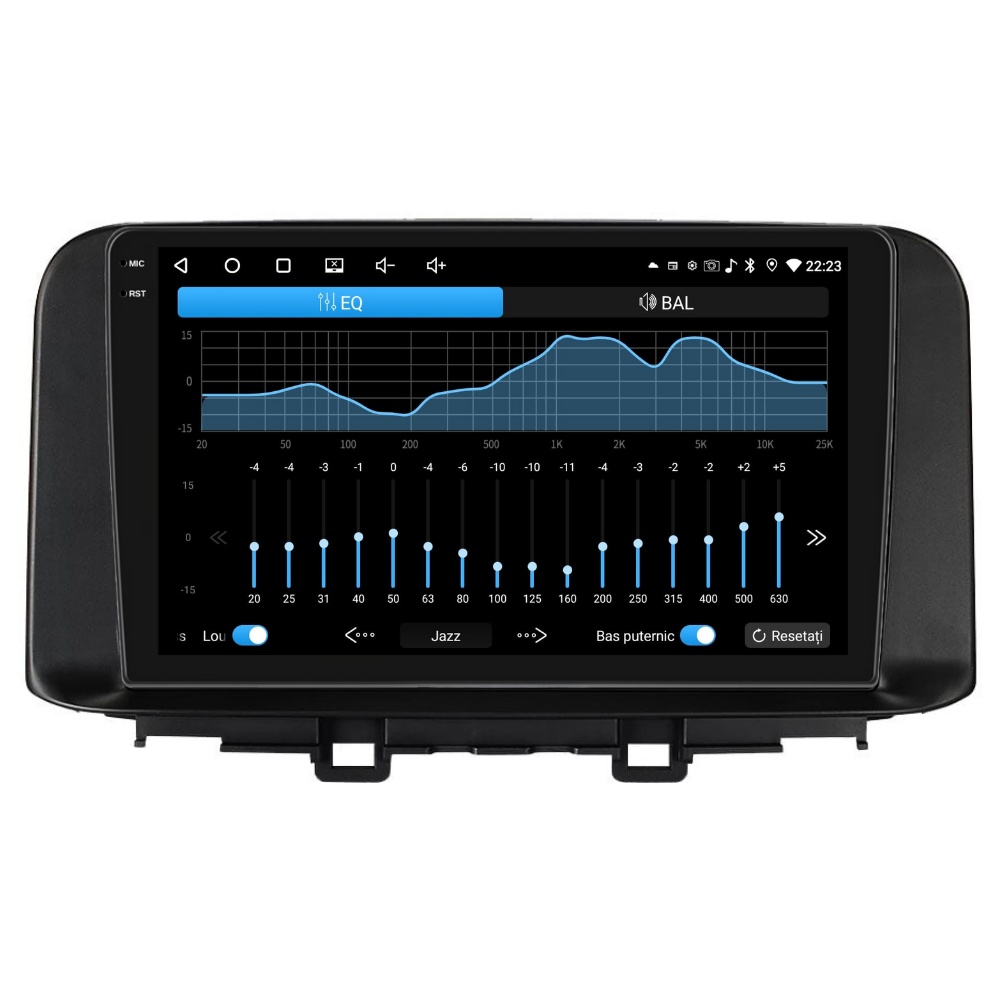 MIC
22:23
RST
EQ
BAL
15
0
-15
20 50 100 200 500 1K 2K 5K 10K 25K
-4 -4 -3 -1 0 -4 -6 -10 -10 -11 -4 -3 -2 -2 +2 +5
15
0
-15
20 25 31 40 50 63 80 100 125 160 200 250 315 400 500 630
s Lou Jazz Bas puternic Resetați